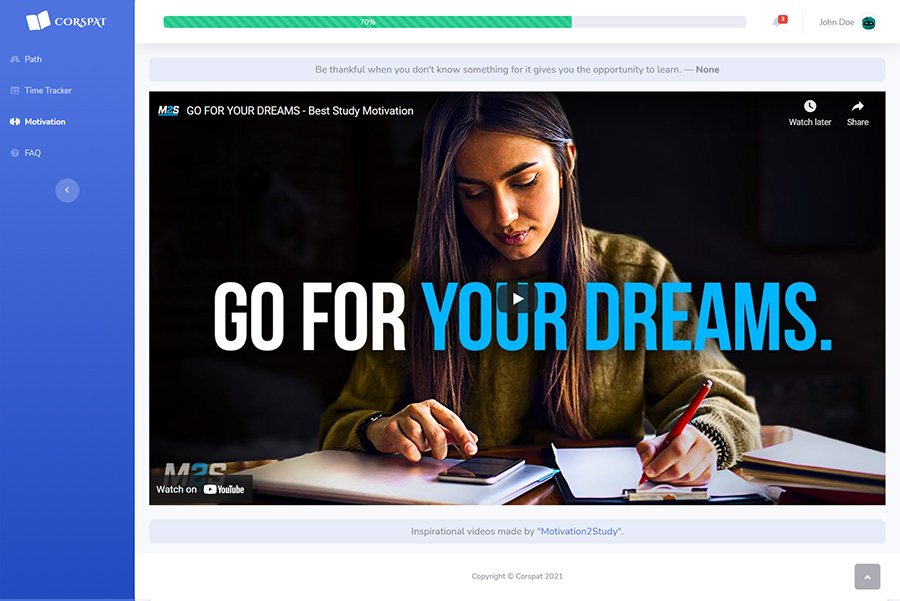 CORSPAT
70%
2
John Doe
Path
Time Tracker
Motivation
FAQ
Be thankful when you don't know something for it gives you the opportunity to learn. — None
M2S GO FOR YOUR DREAMS - Best Study Motivation
Watch later
Share
GO FOR YOUR DREAMS.
M2S
Watch on YouTube
Inspirational videos made by "Motivation2Study".
Copyright © Corspat 2021